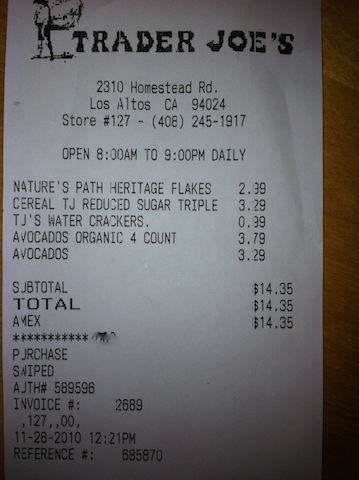 TRADER JOE'S
2310 Homestead Rd.
Los Altos CA 94024
Store #127 - (408) 245-1917
OPEN 8:00AM TO 9:00PM DAILY
NATURE'S PATH HERITAGE FLAKES 2.99
CEREAL TJ REDUCED SUGAR TRIPLE 3.29
TJ'S WATER CRACKERS. 0.99
AVOCADOS ORGANIC 4 COUNT 3.79
AVOCADOS 3.29
SUBTOTAL $14.35
TOTAL $14.35
AMEX $14.35
***********
PURCHASE
SWIPED
AUTH# 589596
INVOICE #: 2689
,127,,00,
11-28-2010 12:21PM
REFERENCE #: 685870